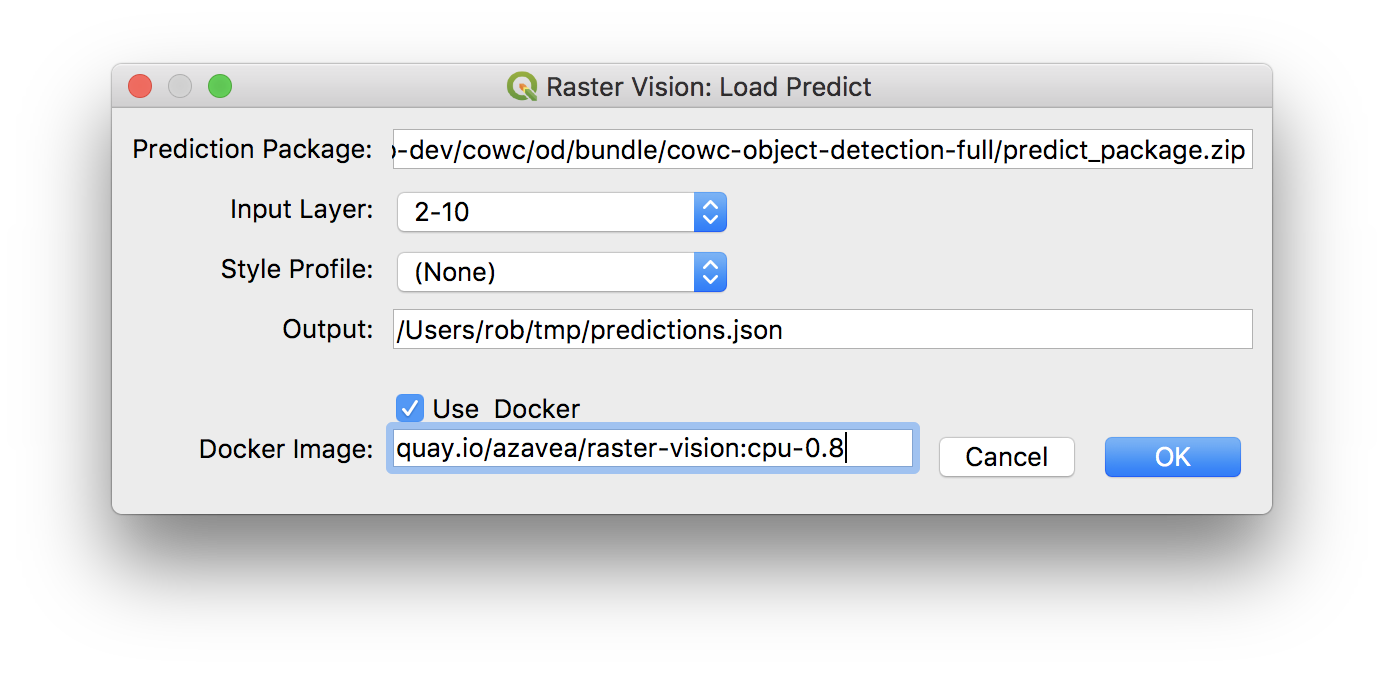 Raster Vision: Load Predict
Prediction Package: -dev/cowc/od/bundle/cowc-object-detection-full/predict_package.zip
Input Layer: 2-10
Style Profile: (None)
Output: /Users/rob/tmp/predictions.json
Use Docker
Docker Image: quay.io/azavea/raster-vision:cpu-0.8
Cancel OK